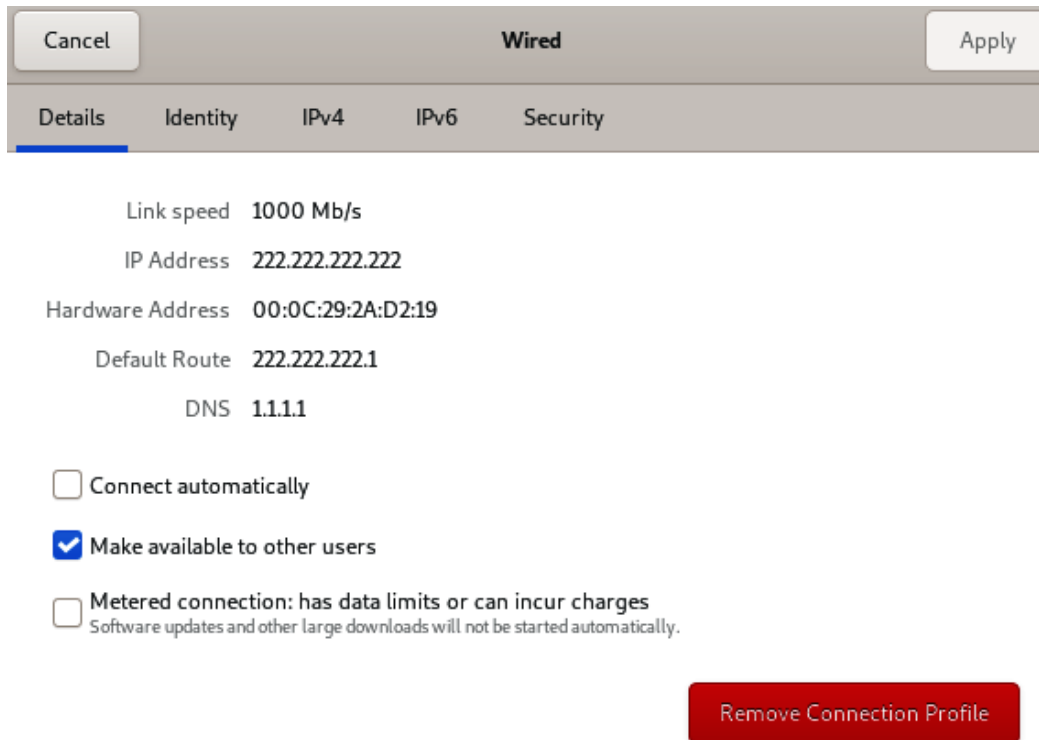 Cancel Wired Apply
Details Identity IPv4 IPv6 Security
Link speed 1000 Mb/s
IP Address 222.222.222.222
Hardware Address 00:0C:29:2A:D2:19
Default Route 222.222.222.1
DNS 1.1.1.1
Connect automatically
Make available to other users
Metered connection: has data limits or can incur charges
Software updates and other large downloads will not be started automatically.
Remove Connection Profile